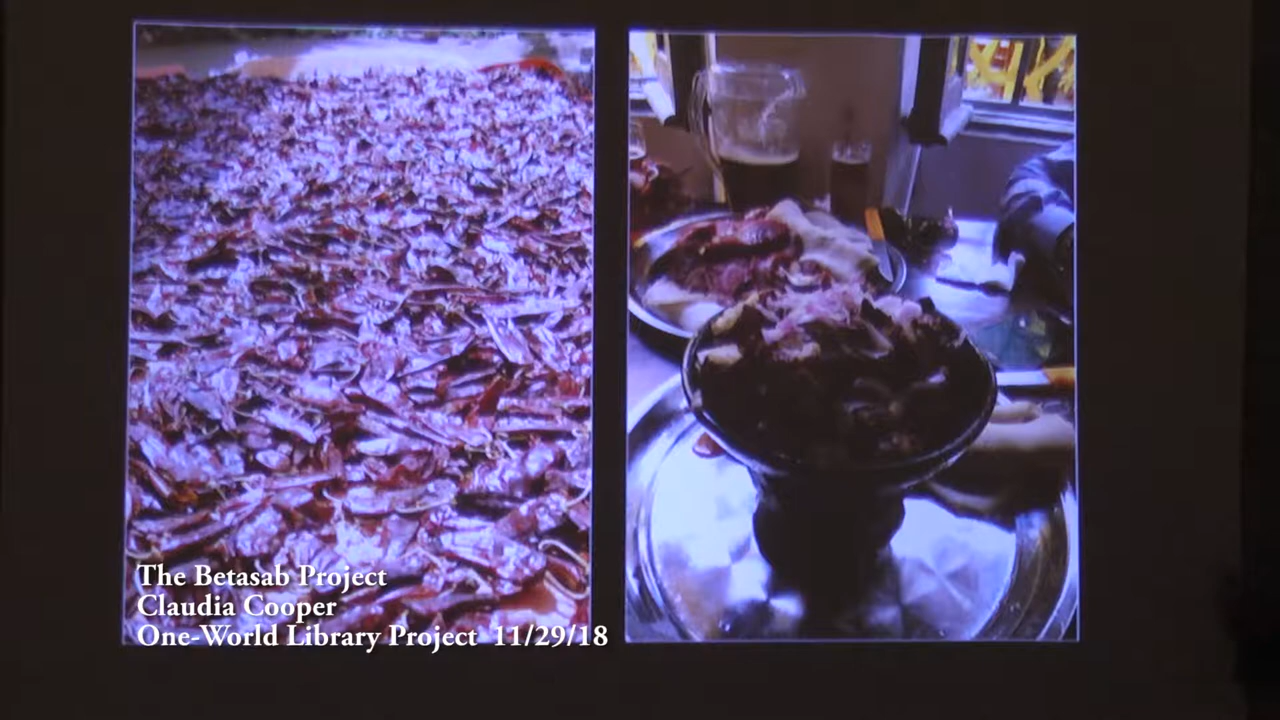 The Betasab Project
Claudia Cooper
One-World Library Project 11/29/18